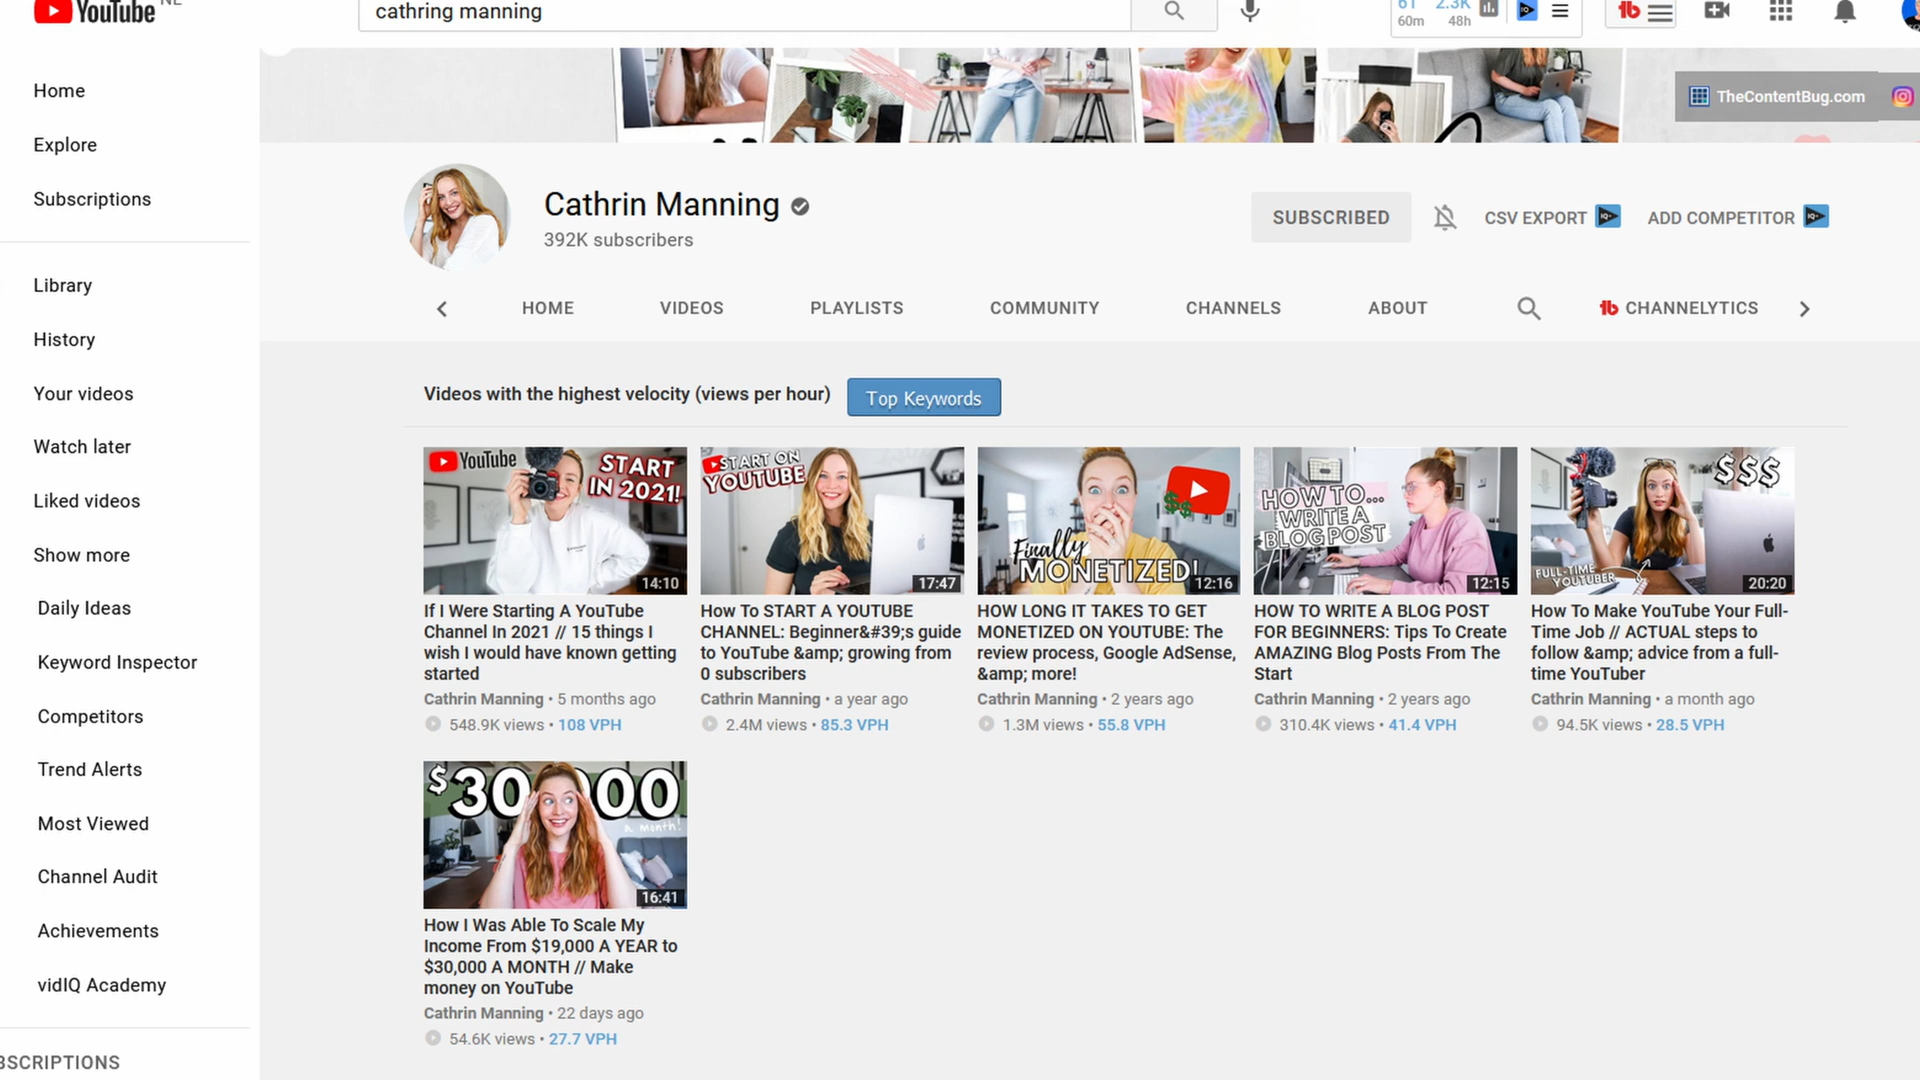 YouTube NL
cathring manning
61 2.3K
60m 48h
Home
Explore
Subscriptions
Library
History
Your videos
Watch later
Liked videos
Show more
Daily Ideas
Keyword Inspector
Competitors
Trend Alerts
Most Viewed
Channel Audit
Achievements
vidIQ Academy
BSCRIPTIONS
TheContentBug.com
Cathrin Manning
392K subscribers
SUBSCRIBED
CSV EXPORT
ADD COMPETITOR
HOME VIDEOS PLAYLISTS COMMUNITY CHANNELS ABOUT CHANNELYTICS
Videos with the highest velocity (views per hour)
Top Keywords
YouTube
START
IN 2021!
14:10
If I Were Starting A YouTube
Channel In 2021 // 15 things I
wish I would have known getting
started
Cathrin Manning • 5 months ago
548.9K views • 108 VPH
START ON
YOUTUBE
17:47
How To START A YOUTUBE
CHANNEL: Beginner&#39;s guide
to YouTube &amp; growing from
0 subscribers
Cathrin Manning • a year ago
2.4M views • 85.3 VPH
$$
Finally
MONETIZED!
12:16
HOW LONG IT TAKES TO GET
MONETIZED ON YOUTUBE: The
review process, Google AdSense,
&amp; more!
Cathrin Manning • 2 years ago
1.3M views • 55.8 VPH
HOW TO...
WRITE A
BLOG POST
12:15
HOW TO WRITE A BLOG POST
FOR BEGINNERS: Tips To Create
AMAZING Blog Posts From The
Start
Cathrin Manning • 2 years ago
310.4K views • 41.4 VPH
$$$
FULL-TIME
YOUTUBER
20:20
How To Make YouTube Your Full-
Time Job // ACTUAL steps to
follow &amp; advice from a full-
time YouTuber
Cathrin Manning • a month ago
94.5K views • 28.5 VPH
$30 000
a month!
16:41
How I Was Able To Scale My
Income From $19,000 A YEAR to
$30,000 A MONTH // Make
money on YouTube
Cathrin Manning • 22 days ago
54.6K views • 27.7 VPH